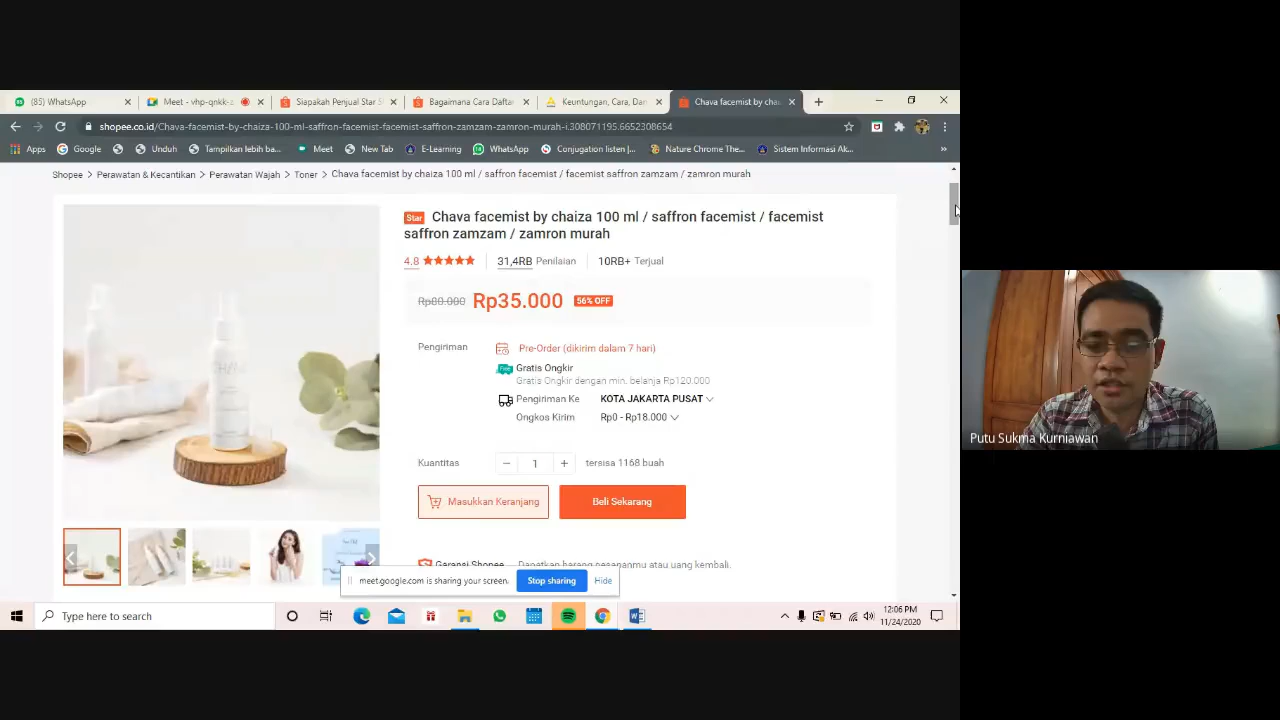 (85) WhatsApp
Meet - vhp-qnkk-
Siapakah Penjual Star S
Bagaimana Cara Daftar
Keuntungan, Cara, Dan
Chava facemist by chai
shopee.co.id/Chava-facemist-by-chaiza-100-ml-saffron-facemist-facemist-saffron-zamzam-zamron-murah-i.308071195.6652308654
Apps
Google
Unduh
Tampilkan lebih ba...
Meet
New Tab
E-Learning
WhatsApp
Conjugation listen |...
Nature Chrome The...
Sistem Informasi Ak...
Shopee > Perawatan & Kecantikan > Perawatan Wajah > Toner > Chava facemist by chaiza 100 ml / saffron facemist / facemist saffron zamzam / zamron murah
Star Chava facemist by chaiza 100 ml / saffron facemist / facemist
saffron zamzam / zamron murah
4.8 31,4RB Penilaian 10RB+ Terjual
Rp80.000 Rp35.000 56% OFF
Pengiriman Pre-Order (dikirim dalam 7 hari)
Gratis Ongkir
Gratis Ongkir dengan min. belanja Rp120.000
Pengiriman Ke KOTA JAKARTA PUSAT
Ongkos Kirim Rp0 - Rp18.000
Kuantitas − 1 + tersisa 1168 buah
Masukkan Keranjang Beli Sekarang
Garansi Shopee Dapatkan barang pesananmu atau uang kembali.
meet.google.com is sharing your screen. Stop sharing Hide
Type here to search
12:06 PM
11/24/2020
Putu Sukma Kurniawan